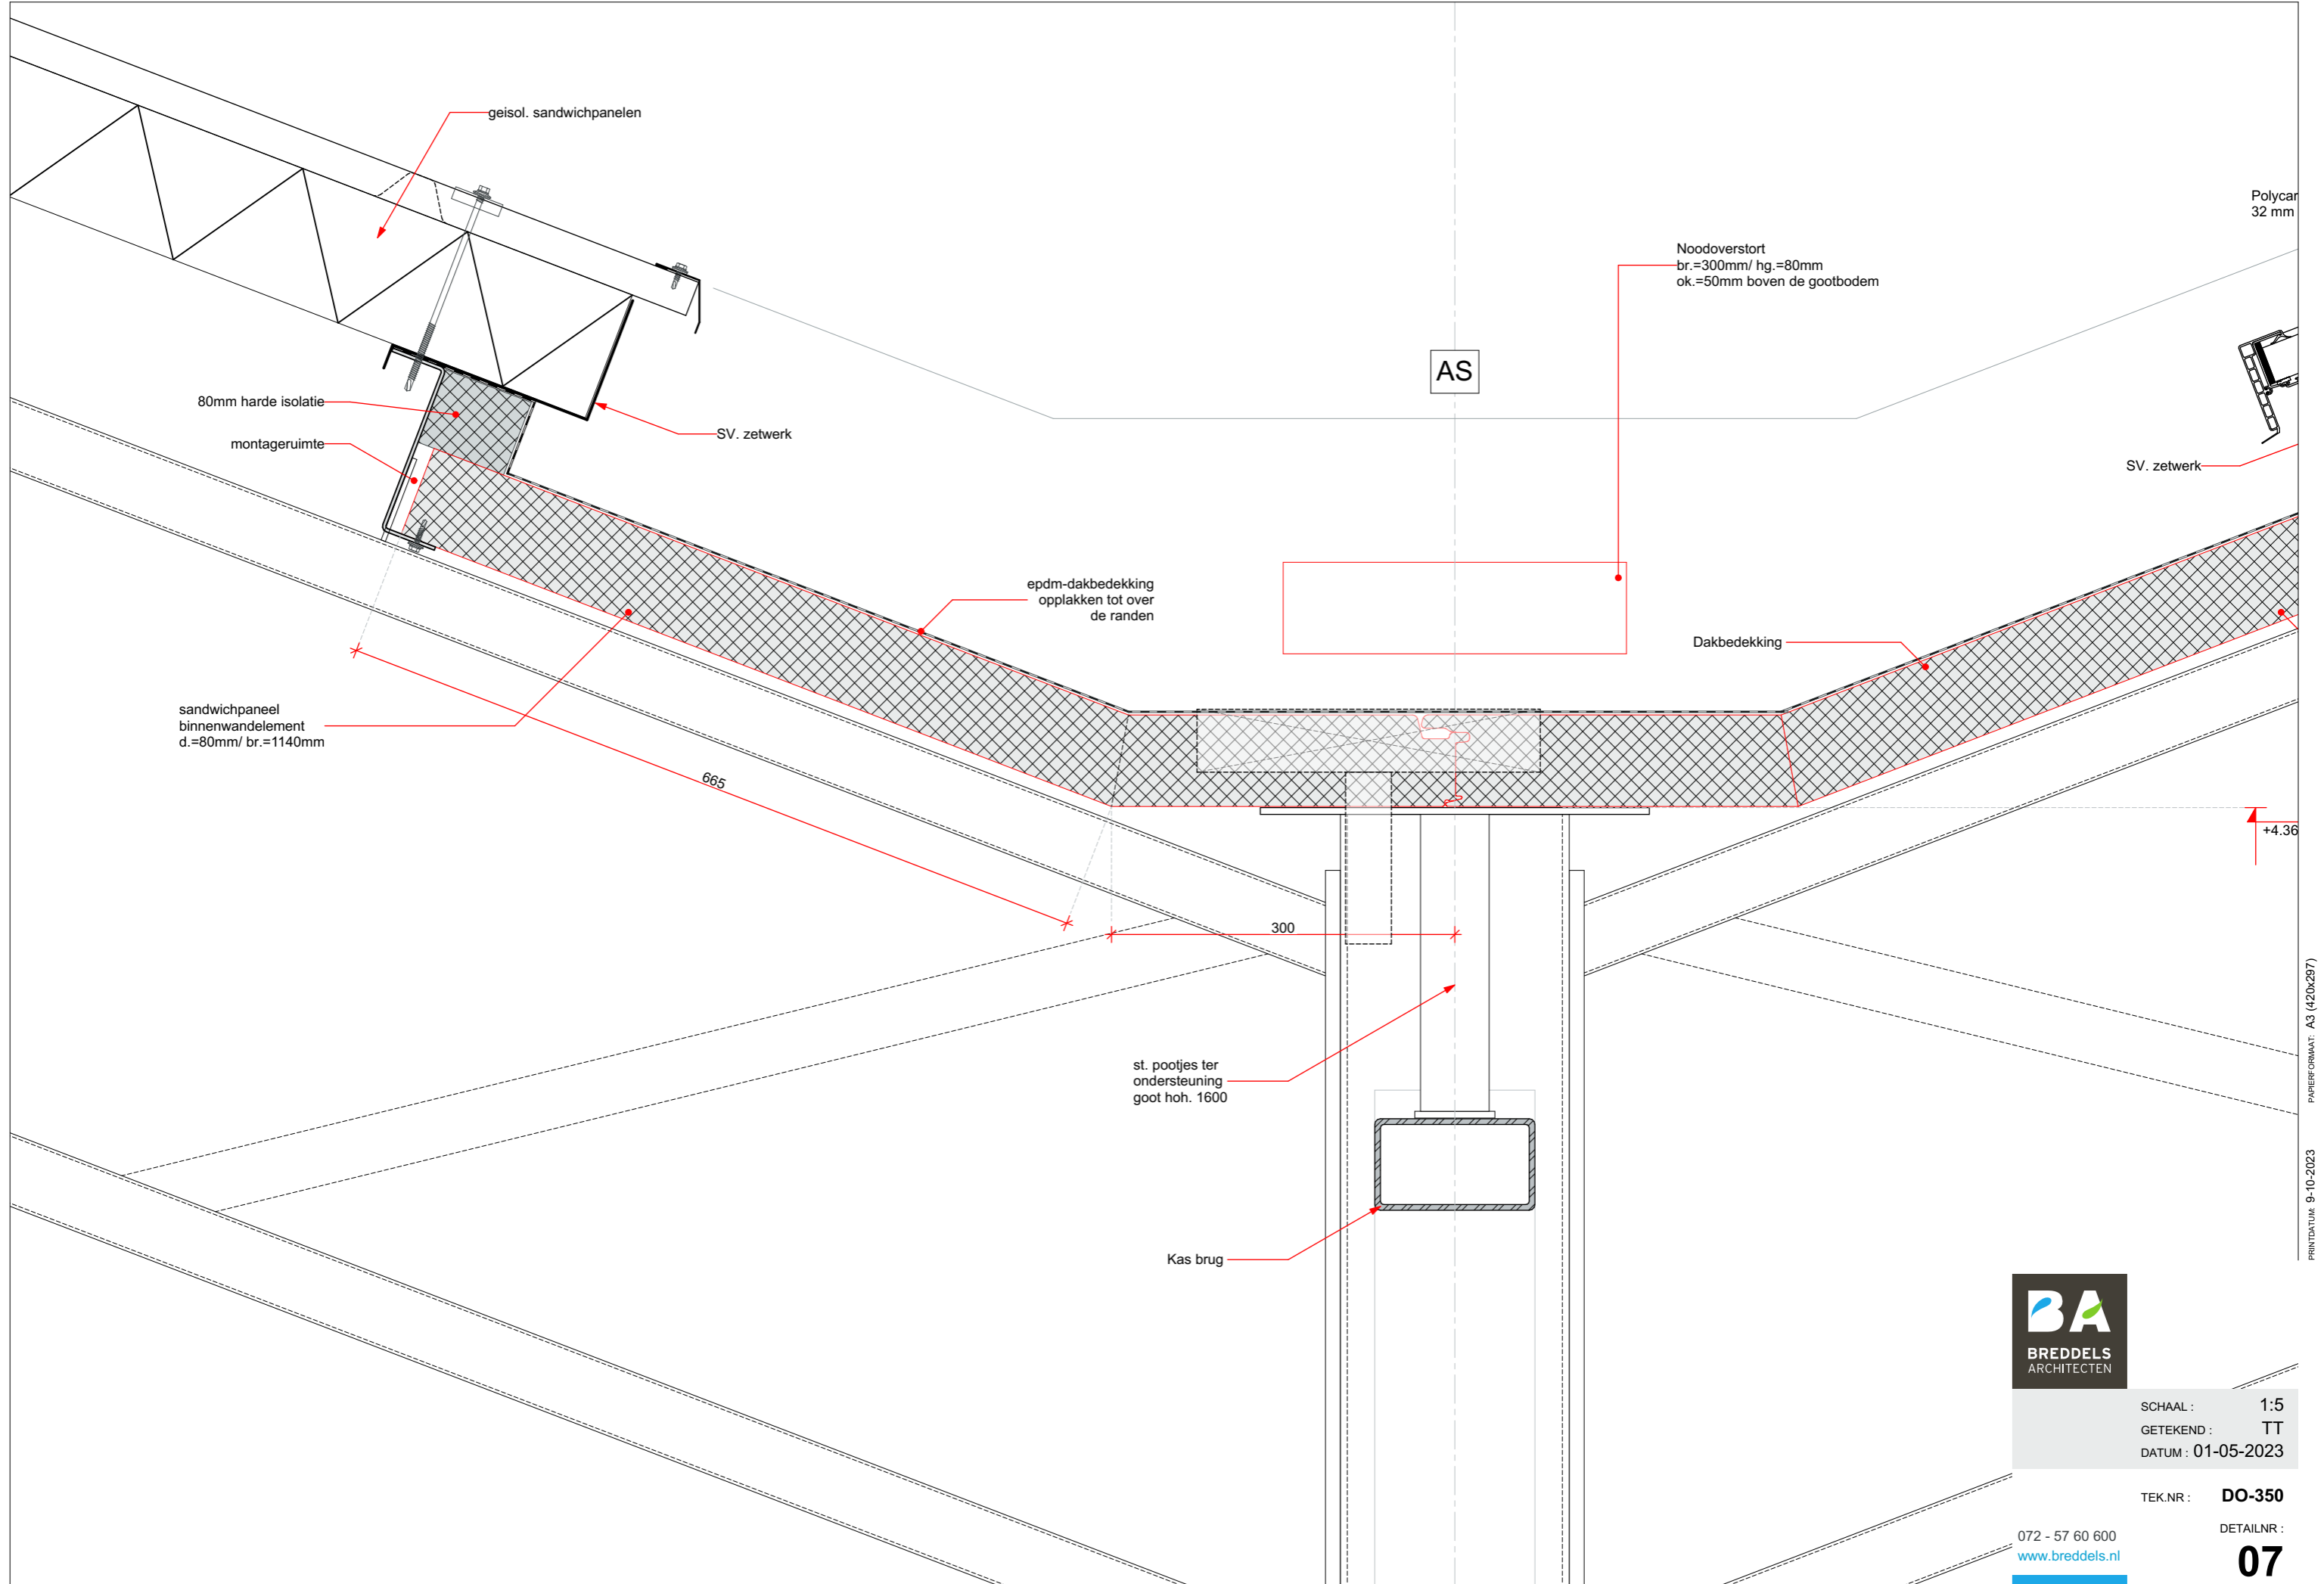 geisol. sandwichpanelen
Polycar
32 mm
Noodoverstort
br.=300mm/ hg.=80mm
ok.=50mm boven de gootbodem
AS
80mm harde isolatie
montageruimte
SV. zetwerk
SV. zetwerk
epdm-dakbedekking
opplakken tot over
de randen
Dakbedekking
sandwichpaneel
binnenwandelement
d.=80mm/ br.=1140mm
665
+4.36
300
st. pootjes ter
ondersteuning
goot hoh. 1600
Kas brug
PRINTDATUM: 9-10-2023 PAPIERFORMAAT: A3 (420x297)
BA
BREDDELS
ARCHITECTEN
SCHAAL : 1:5
GETEKEND : TT
DATUM : 01-05-2023
TEK.NR : DO-350
072 - 57 60 600
www.breddels.nl
DETAILNR :
07